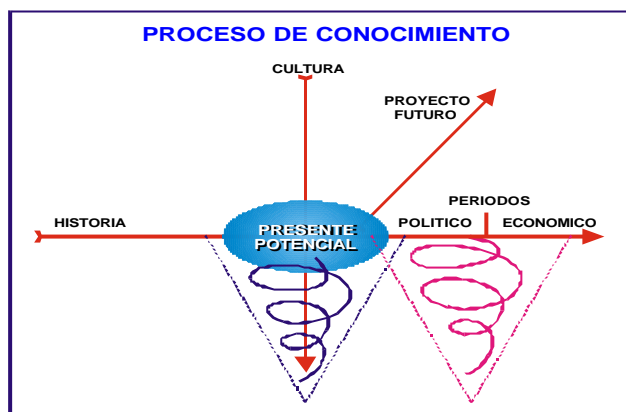 PROCESO DE CONOCIMIENTO
CULTURA
PROYECTO
FUTURO
PERIODOS
HISTORIA
PRESENTE
POTENCIAL
POLITICO
ECONOMICO